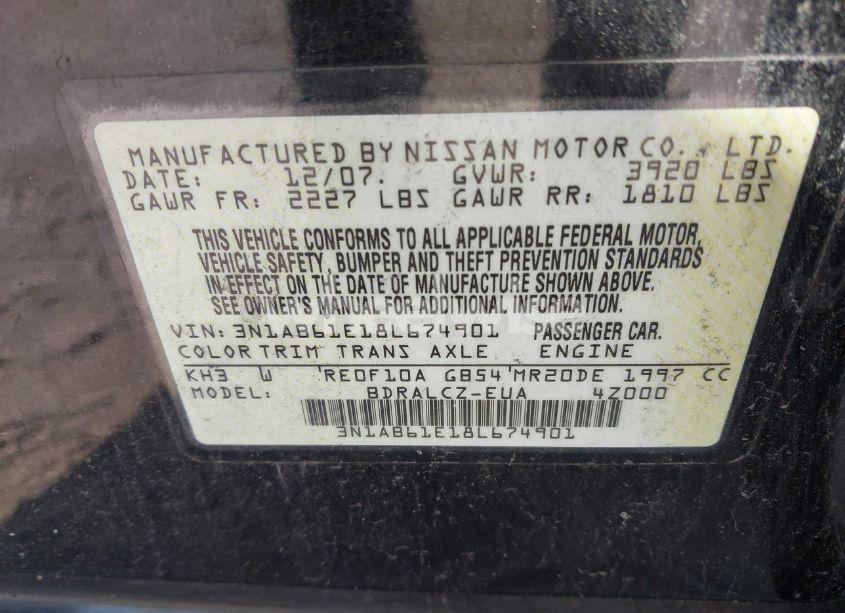 MANUFACTURED BY NISSAN MOTOR CO., LTD.
DATE: 12/07. GVWR: 3920 LBS
GAWR FR: 2227 LBS GAWR RR: 1810 LBS
THIS VEHICLE CONFORMS TO ALL APPLICABLE FEDERAL MOTOR
VEHICLE SAFETY, BUMPER AND THEFT PREVENTION STANDARDS
IN EFFECT ON THE DATE OF MANUFACTURE SHOWN ABOVE.
SEE OWNER'S MANUAL FOR ADDITIONAL INFORMATION.
VIN: 3N1AB61E18L674901 PASSENGER CAR.
COLOR TRIM TRANS AXLE ENGINE
KH3 W RE0F10A GB54 MR20DE 1997 CC
MODEL: BDRALCZ-EUA 4Z000
3N1AB61E18L674901